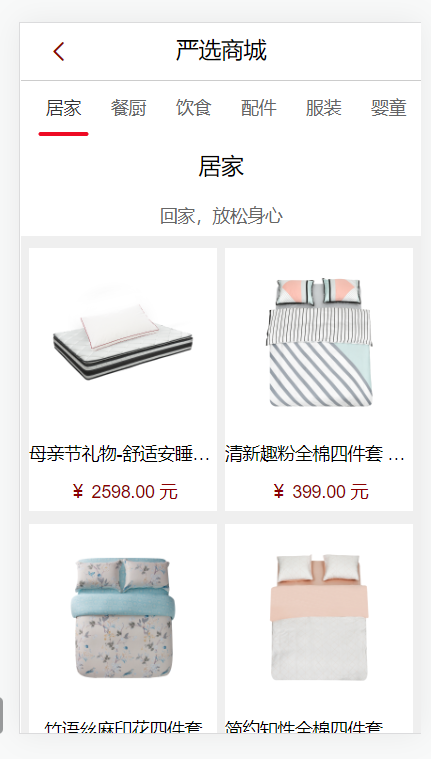 严选商城
居家 餐厨 饮食 配件 服装 婴童
居家
回家，放松身心
母亲节礼物-舒适安睡... 清新趣粉全棉四件套 ...
¥ 2598.00 元 ¥ 399.00 元
竹语丝麻印花四件套 简约知性全棉四件套